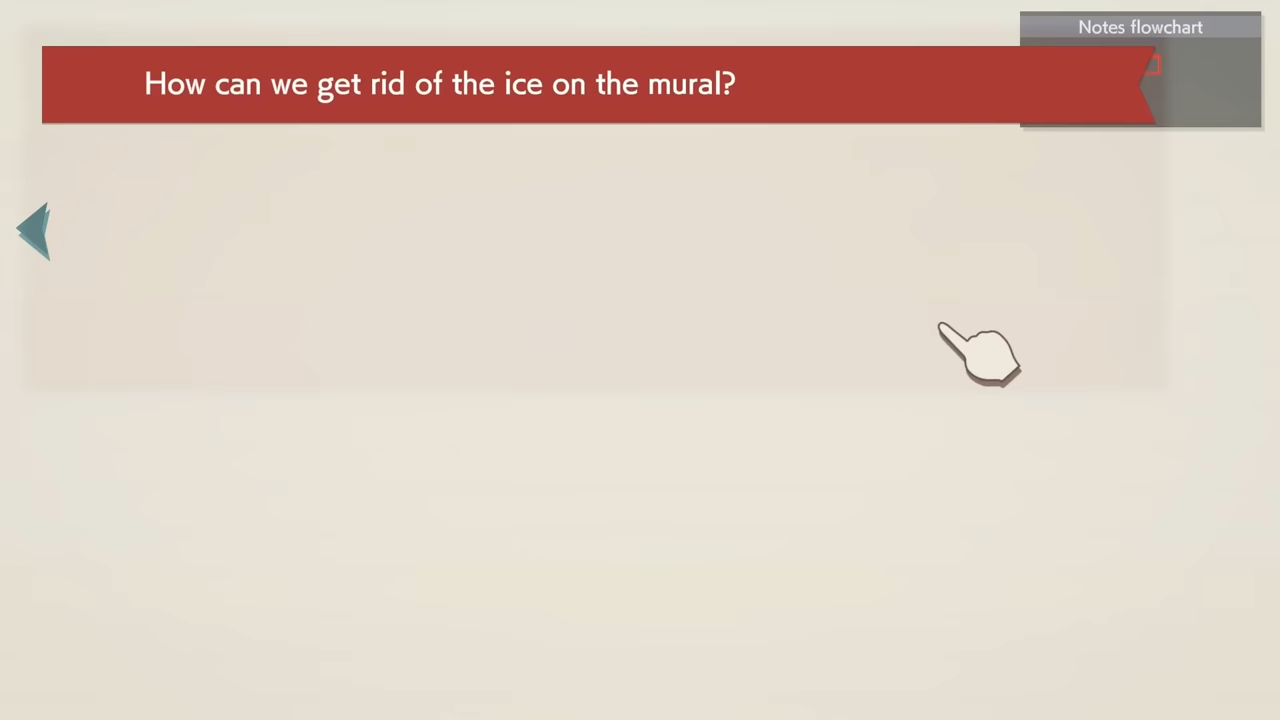 Notes flowchart
How can we get rid of the ice on the mural?